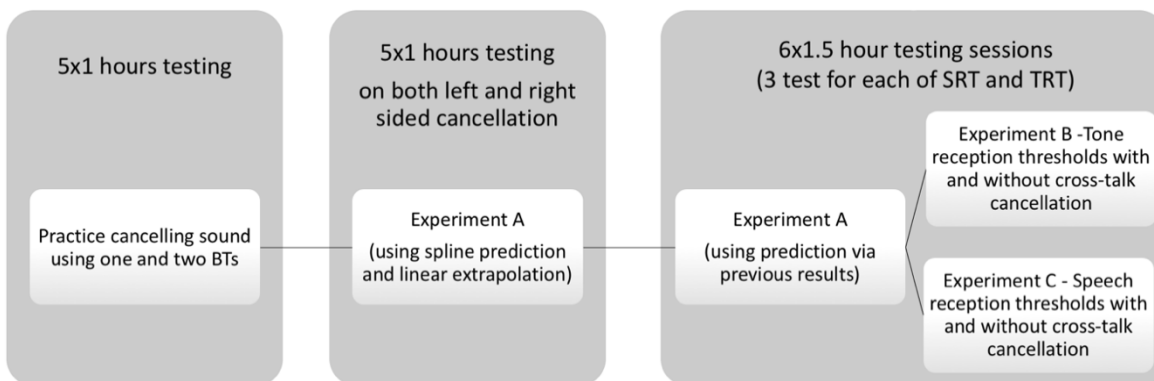 5x1 hours testing
Practice cancelling sound
using one and two BTs
5x1 hours testing
on both left and right
sided cancellation
Experiment A
(using spline prediction
and linear extrapolation)
6x1.5 hour testing sessions
(3 test for each of SRT and TRT)
Experiment A
(using prediction via
previous results)
Experiment B -Tone
reception thresholds with
and without cross-talk
cancellation
Experiment C - Speech
reception thresholds with
and without cross-talk
cancellation